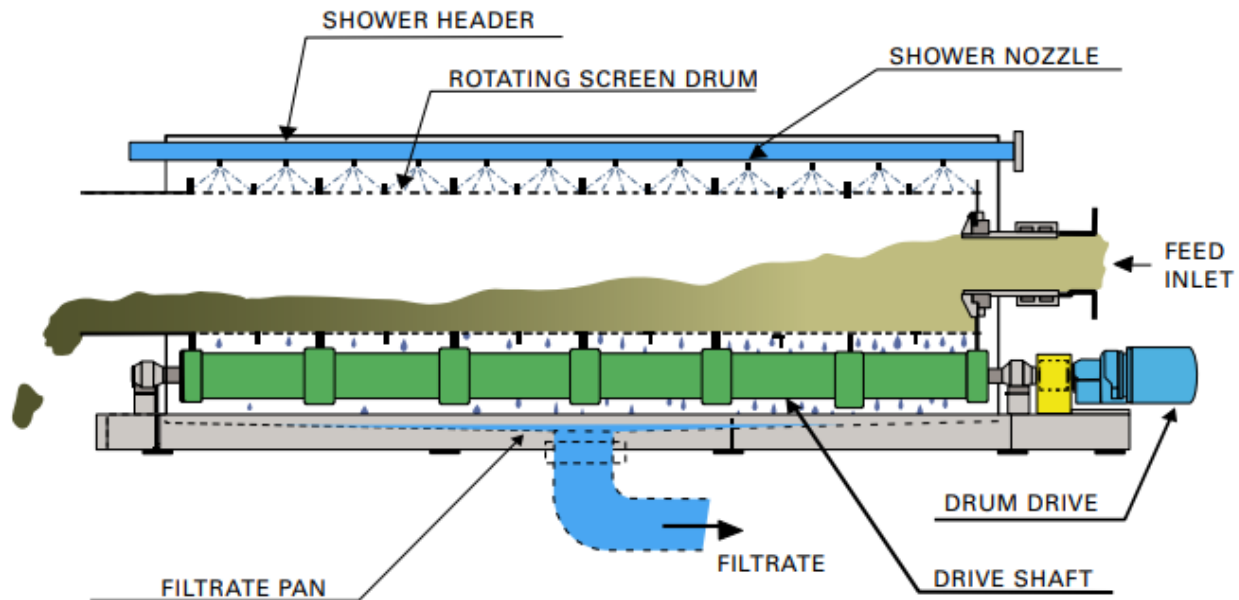 SHOWER HEADER
SHOWER NOZZLE
ROTATING SCREEN DRUM
FEED
INLET
DRUM DRIVE
FILTRATE
DRIVE SHAFT
FILTRATE PAN